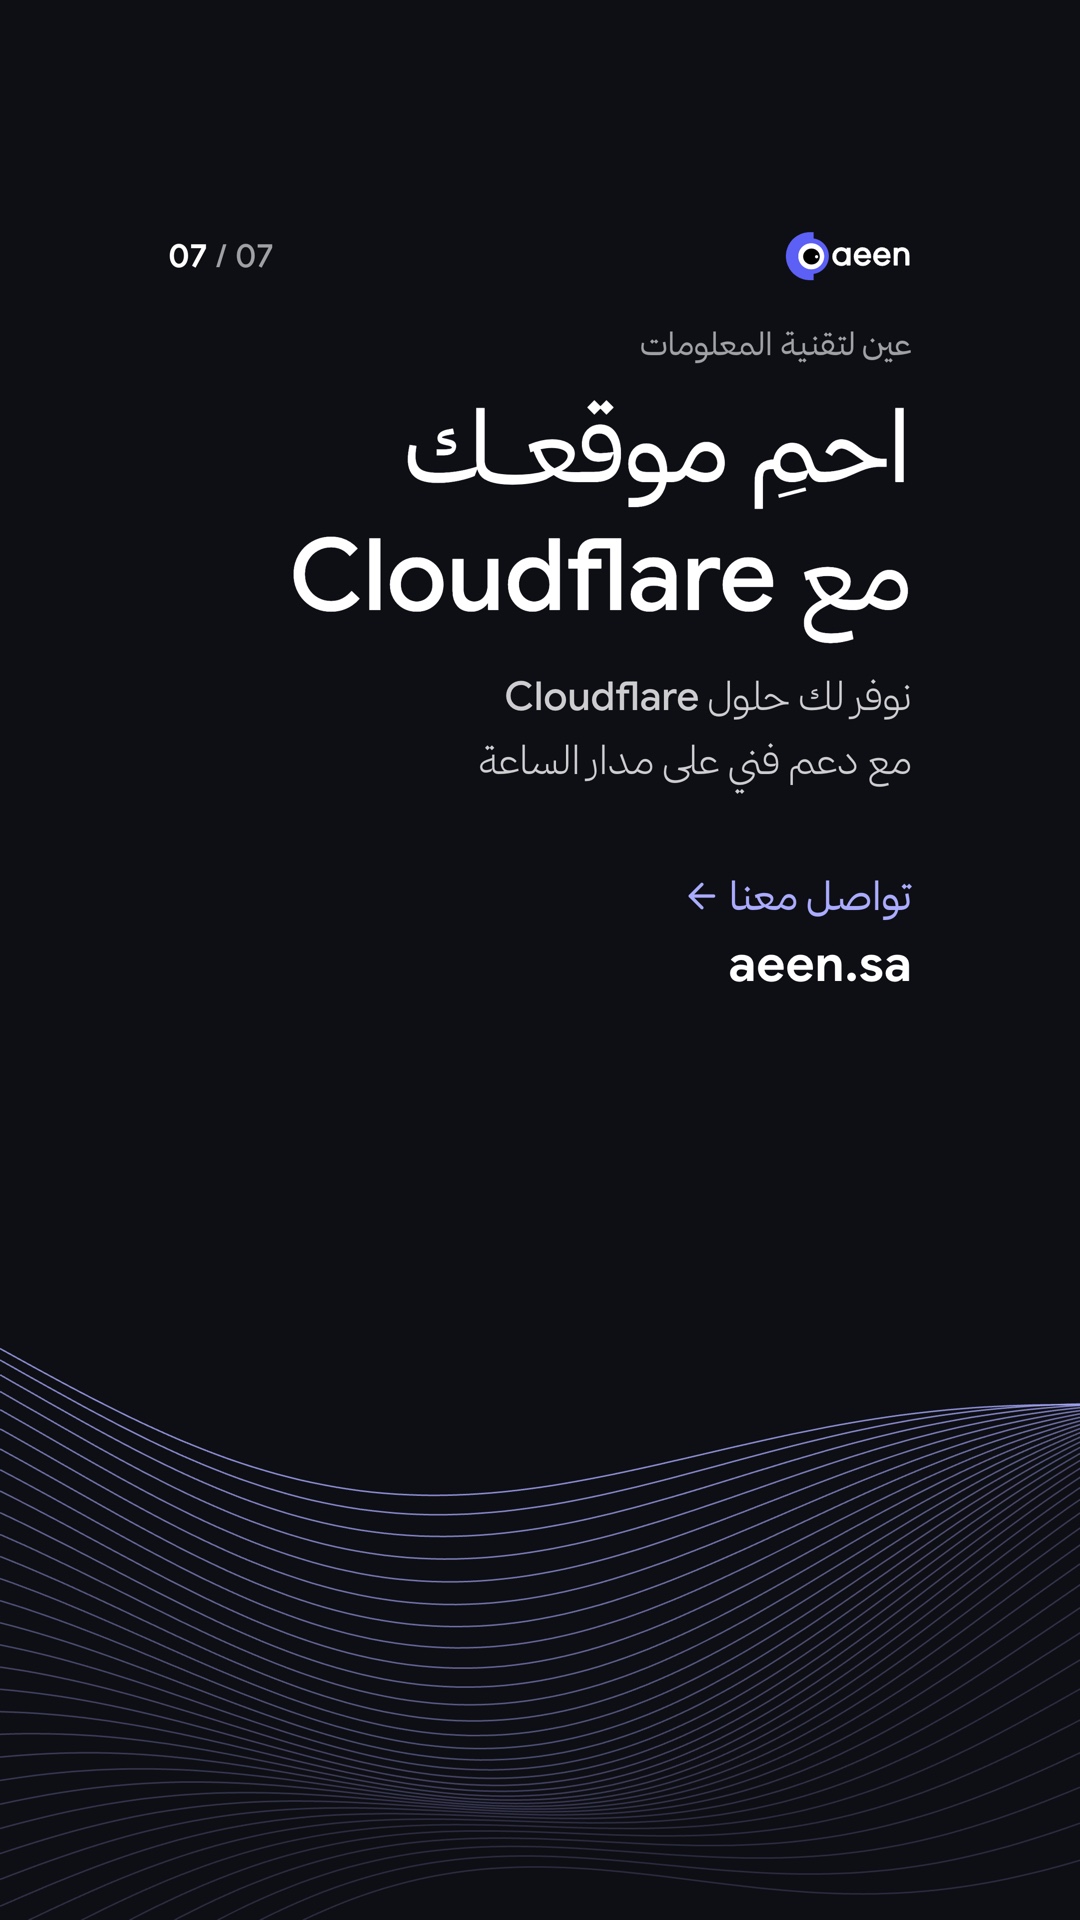 aeen
07 / 07
عين لتقنية المعلومات
احمِ موقعـك
مع Cloudflare
نوفر لك حلول Cloudflare
مع دعم فني على مدار الساعة
تواصل معنا ←
aeen.sa